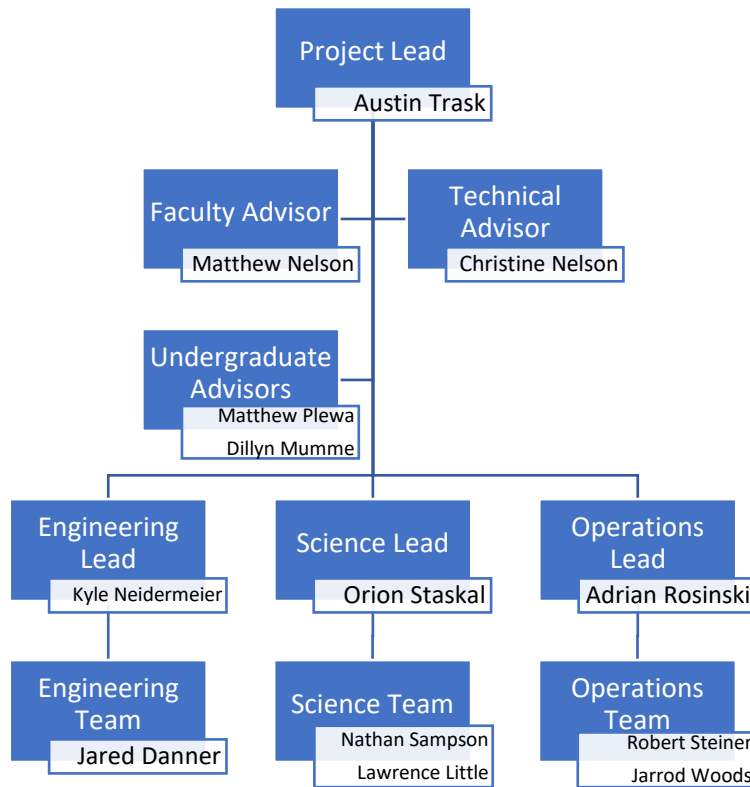 Project Lead
Austin Trask
Faculty Advisor
Matthew Nelson
Technical
Advisor
Christine Nelson
Undergraduate
Advisors
Matthew Plewa
Dillyn Mumme
Engineering
Lead
Kyle Neidermeier
Science Lead
Orion Staskal
Operations
Lead
Adrian Rosinski
Engineering
Team
Jared Danner
Science Team
Nathan Sampson
Lawrence Little
Operations
Team
Robert Steiner
Jarrod Woods